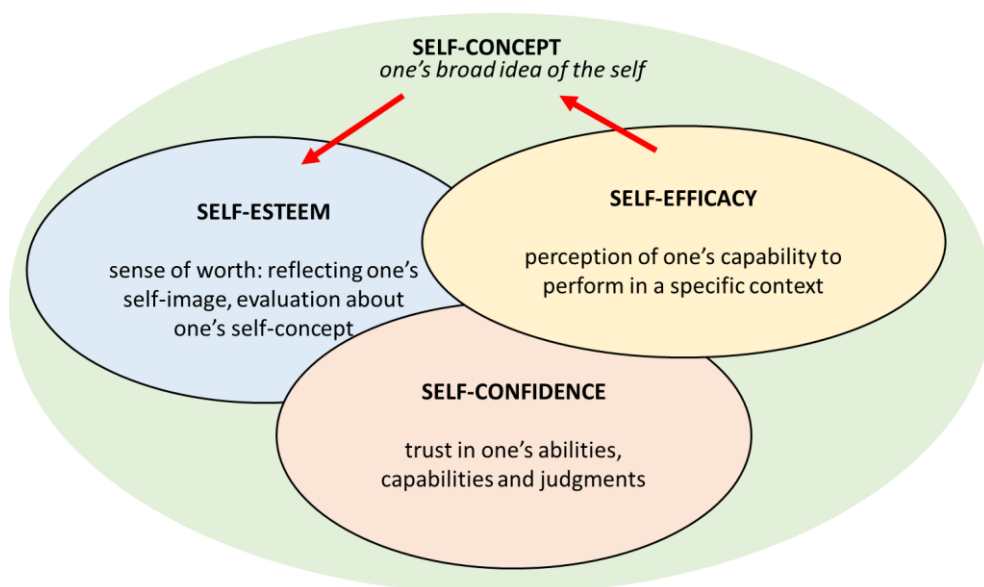 SELF-CONCEPT
one’s broad idea of the self
SELF-ESTEEM
sense of worth: reflecting one’s
self-image, evaluation about
one’s self-concept
SELF-EFFICACY
perception of one’s capability to
perform in a specific context
SELF-CONFIDENCE
trust in one’s abilities,
capabilities and judgments